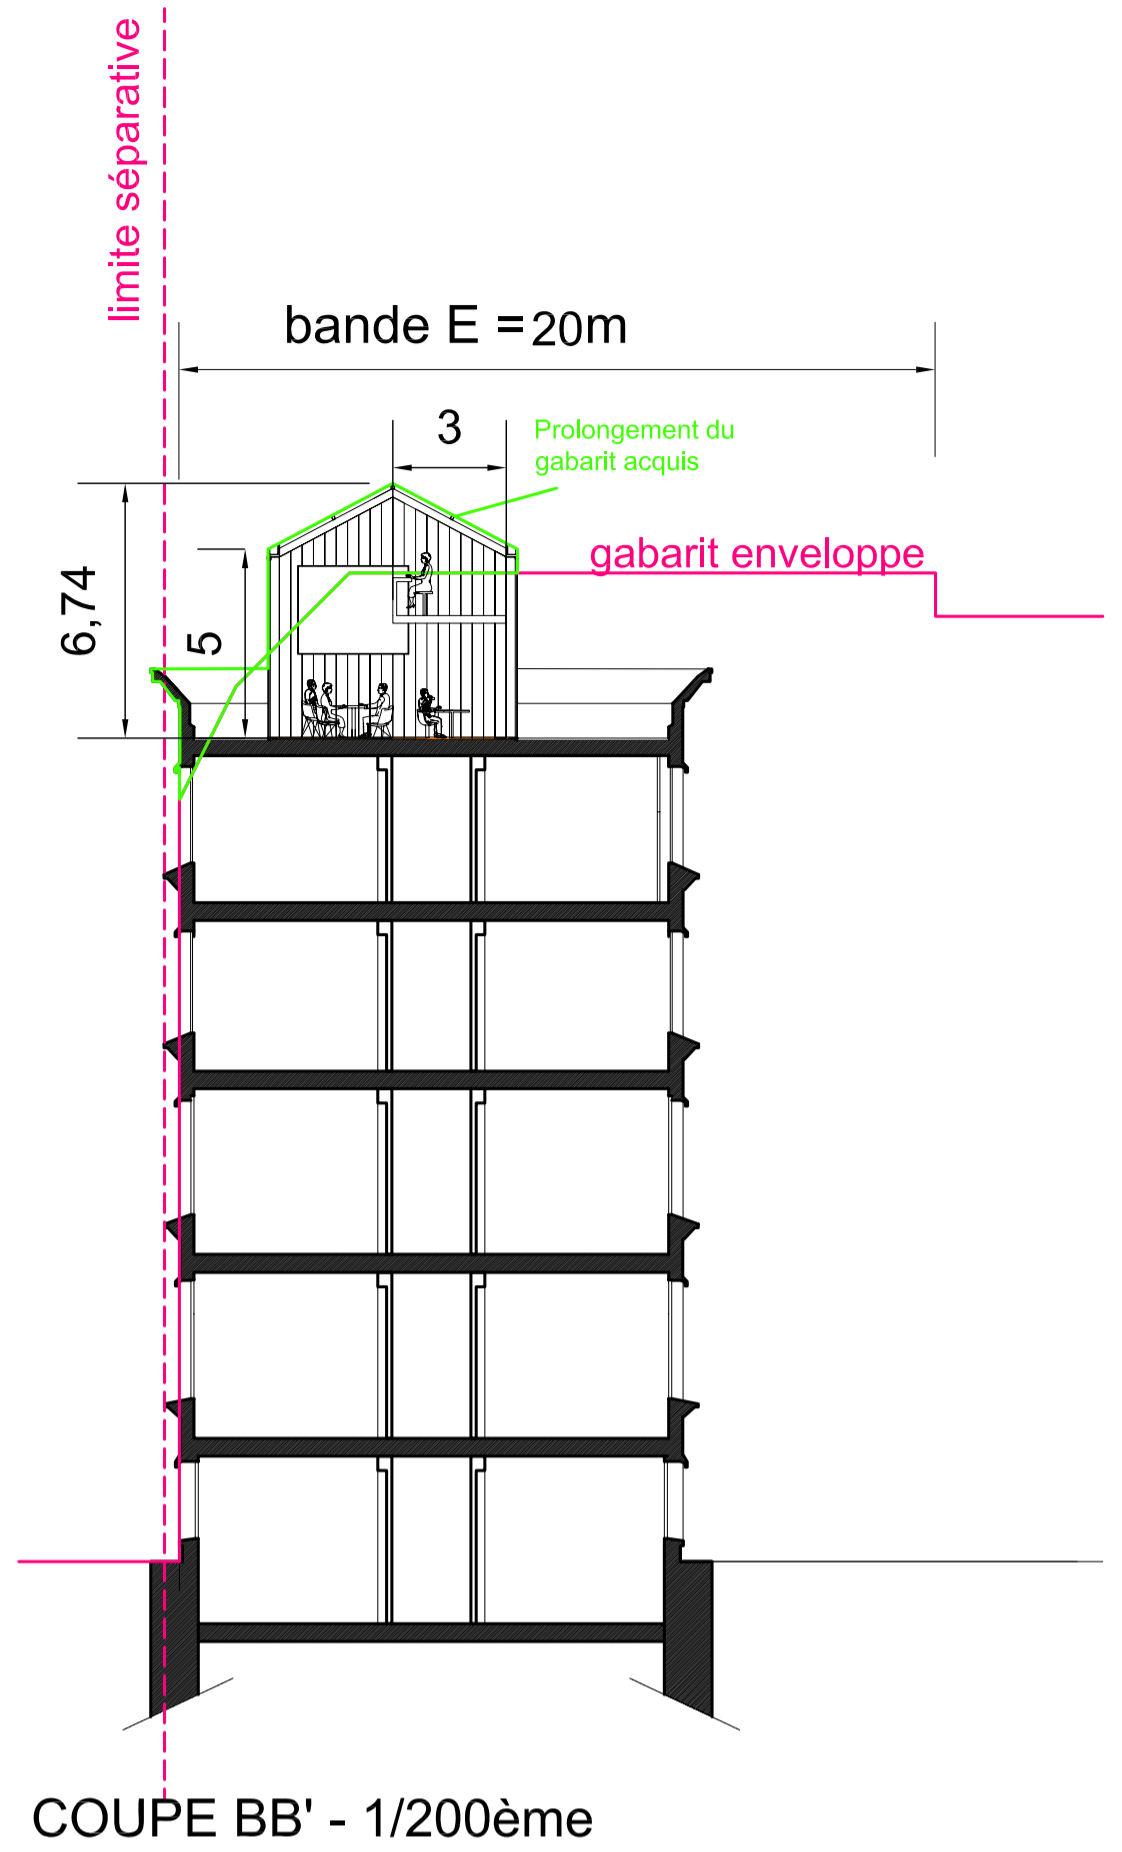 limite séparative
bande E = 20m
3
Prolongement du
gabarit acquis
gabarit enveloppe
6,74
5
COUPE BB' - 1/200ème